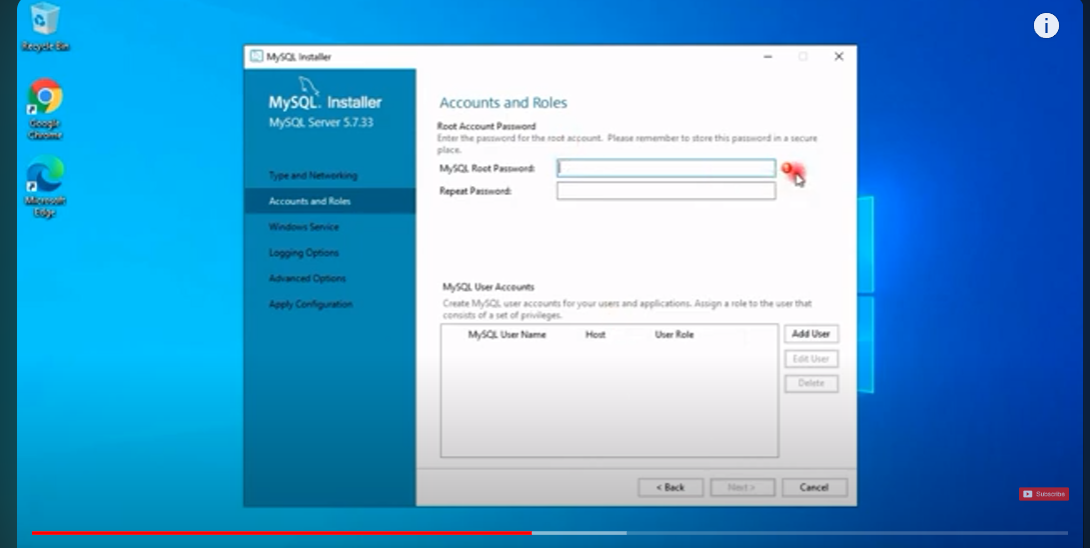 Recycle Bin
Google
Chrome
Microsoft
Edge
MySQL Installer
MySQL. Installer
MySQL Server 5.7.33
Type and Networking
Accounts and Roles
Windows Service
Logging Options
Advanced Options
Apply Configuration
Accounts and Roles
Root Account Password
Enter the password for the root account. Please remember to store this password in a secure
place.
MySQL Root Password:
Repeat Password:
MySQL User Accounts
Create MySQL user accounts for your users and applications. Assign a role to the user that
consists of a set of privileges.
MySQL User Name Host User Role
Add User
Edit User
Delete
< Back Next > Cancel
Subscribe